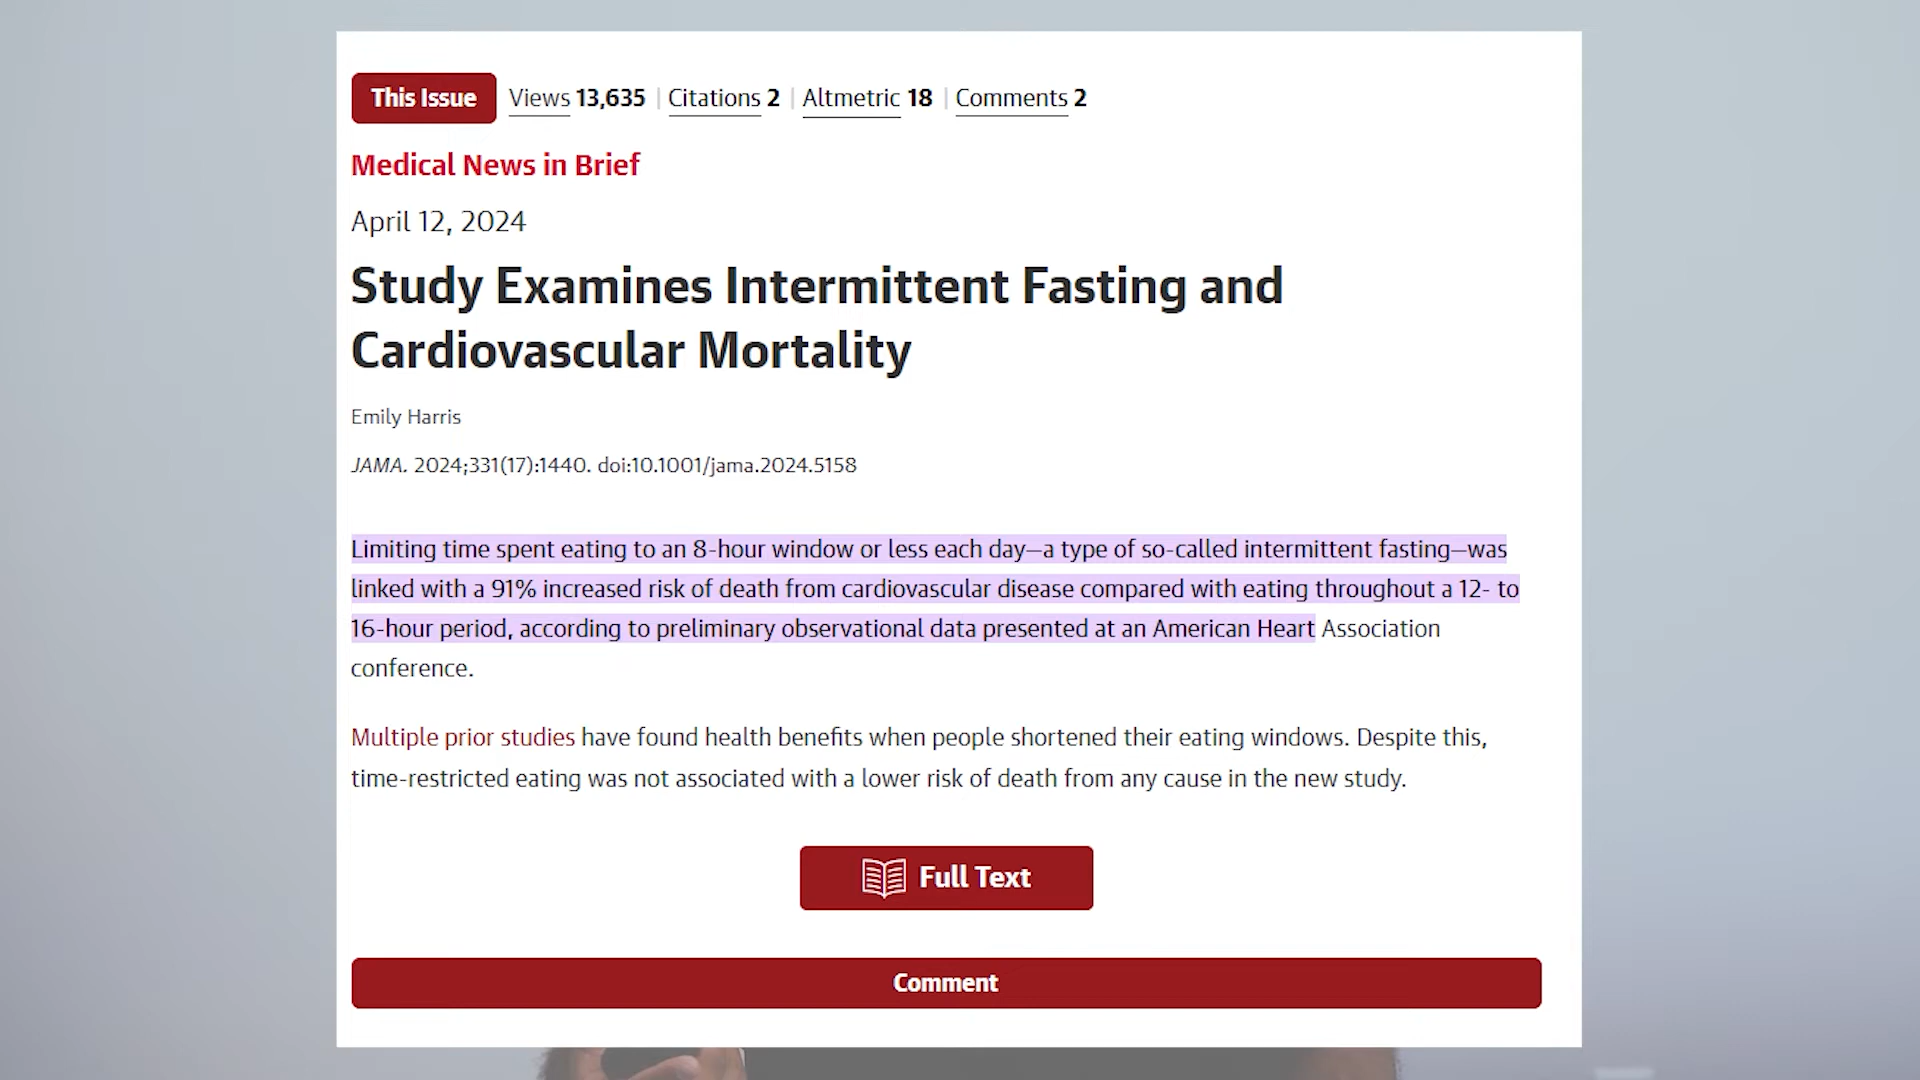 This Issue Views 13,635 | Citations 2 | Altmetric 18 | Comments 2
Medical News in Brief
April 12, 2024
Study Examines Intermittent Fasting and
Cardiovascular Mortality
Emily Harris
JAMA. 2024;331(17):1440. doi:10.1001/jama.2024.5158
Limiting time spent eating to an 8-hour window or less each day—a type of so-called intermittent fasting—was
linked with a 91% increased risk of death from cardiovascular disease compared with eating throughout a 12- to
16-hour period, according to preliminary observational data presented at an American Heart Association
conference.
Multiple prior studies have found health benefits when people shortened their eating windows. Despite this,
time-restricted eating was not associated with a lower risk of death from any cause in the new study.
Full Text
Comment